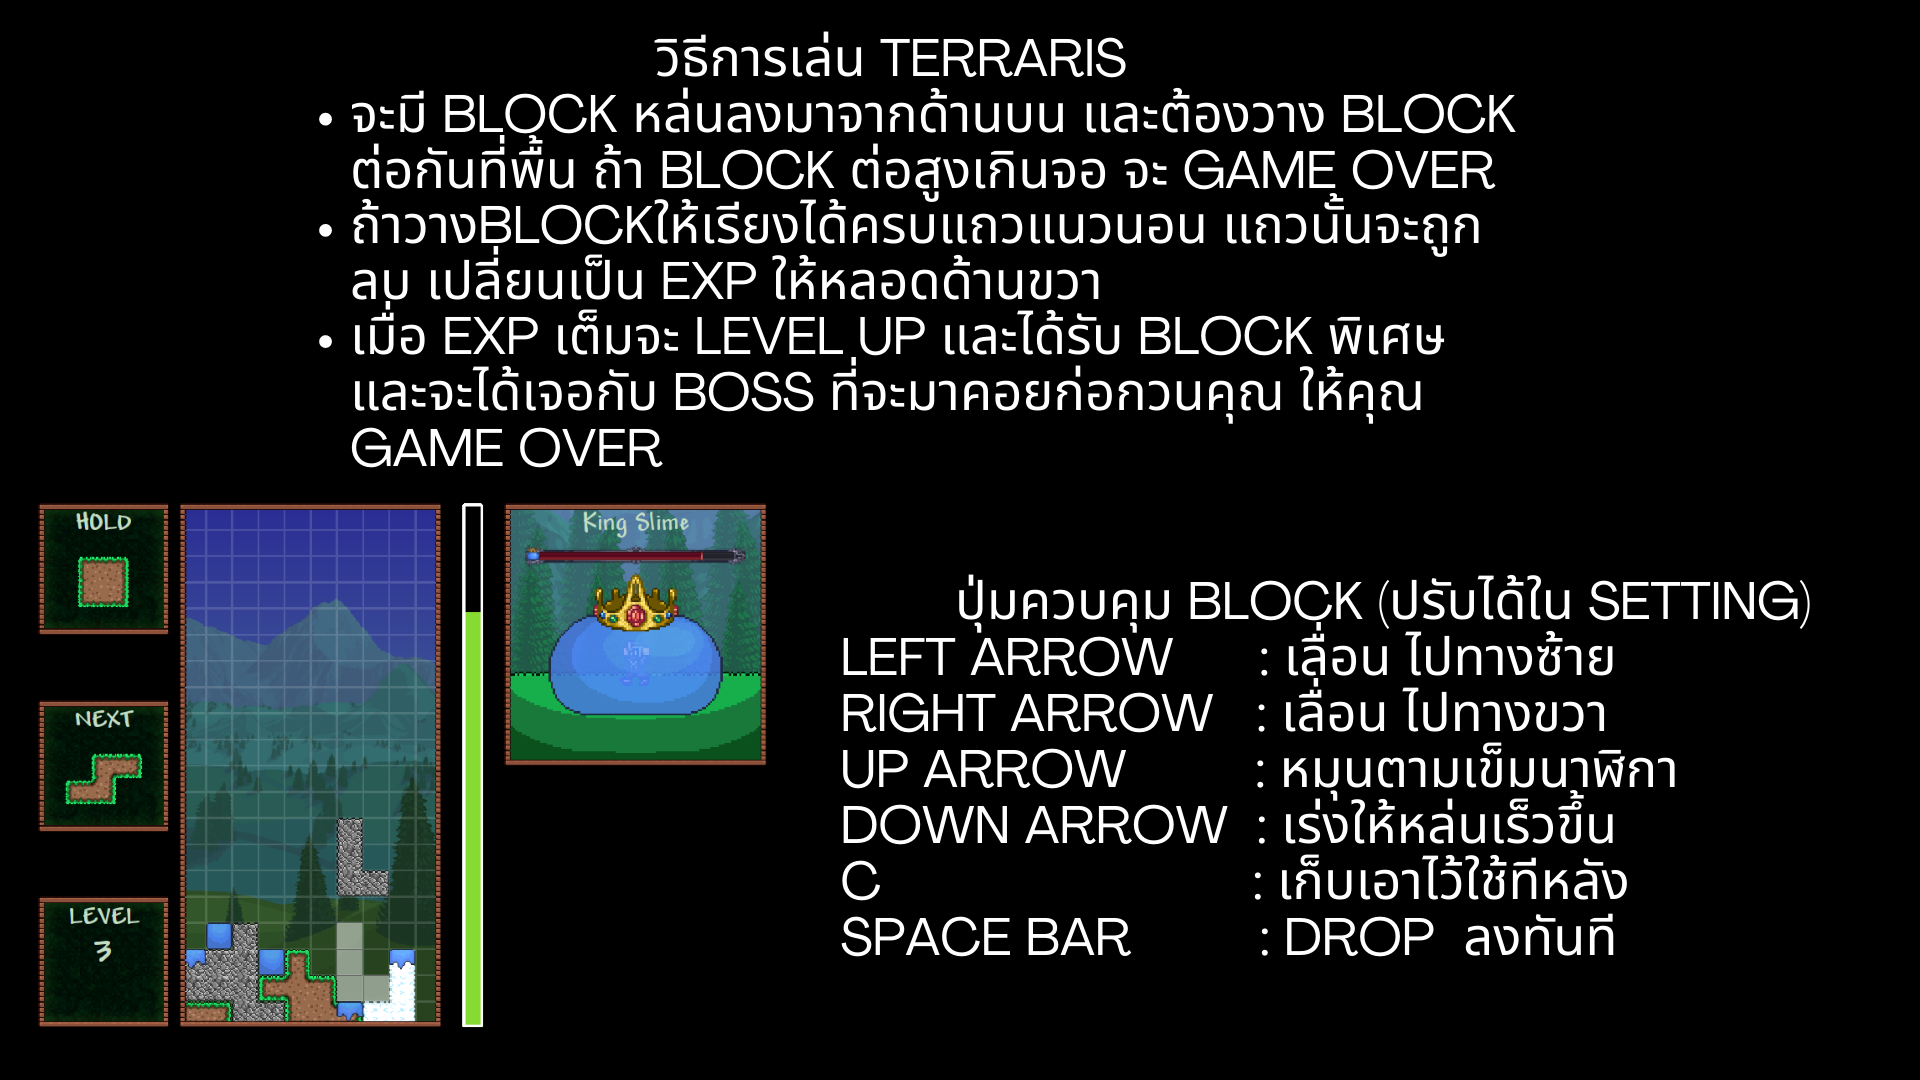 วิธีการเล่น TERRARIS
• จะมี BLOCK หล่นลงมาจากด้านบน และต้องวาง BLOCK
ต่อกันที่พื้น ถ้า BLOCK ต่อสูงเกินจอ จะ GAME OVER
• ถ้าวางBLOCKให้เรียงได้ครบแถวแนวนอน แถวนั้นจะถูก
ลบ เปลี่ยนเป็น EXP ให้หลอดด้านขวา
• เมื่อ EXP เต็มจะ LEVEL UP และได้รับ BLOCK พิเศษ
และจะได้เจอกับ BOSS ที่จะมาคอยก่อกวนคุณ ให้คุณ
GAME OVER
HOLD
NEXT
LEVEL
3
King Slime
ปุ่มควบคุม BLOCK (ปรับได้ใน SETTING)
LEFT ARROW : เลื่อน ไปทางซ้าย
RIGHT ARROW : เลื่อน ไปทางขวา
UP ARROW : หมุนตามเข็มนาฬิกา
DOWN ARROW : เร่งให้หล่นเร็วขึ้น
C : เก็บเอาไว้ใช้ทีหลัง
SPACE BAR : DROP ลงทันที